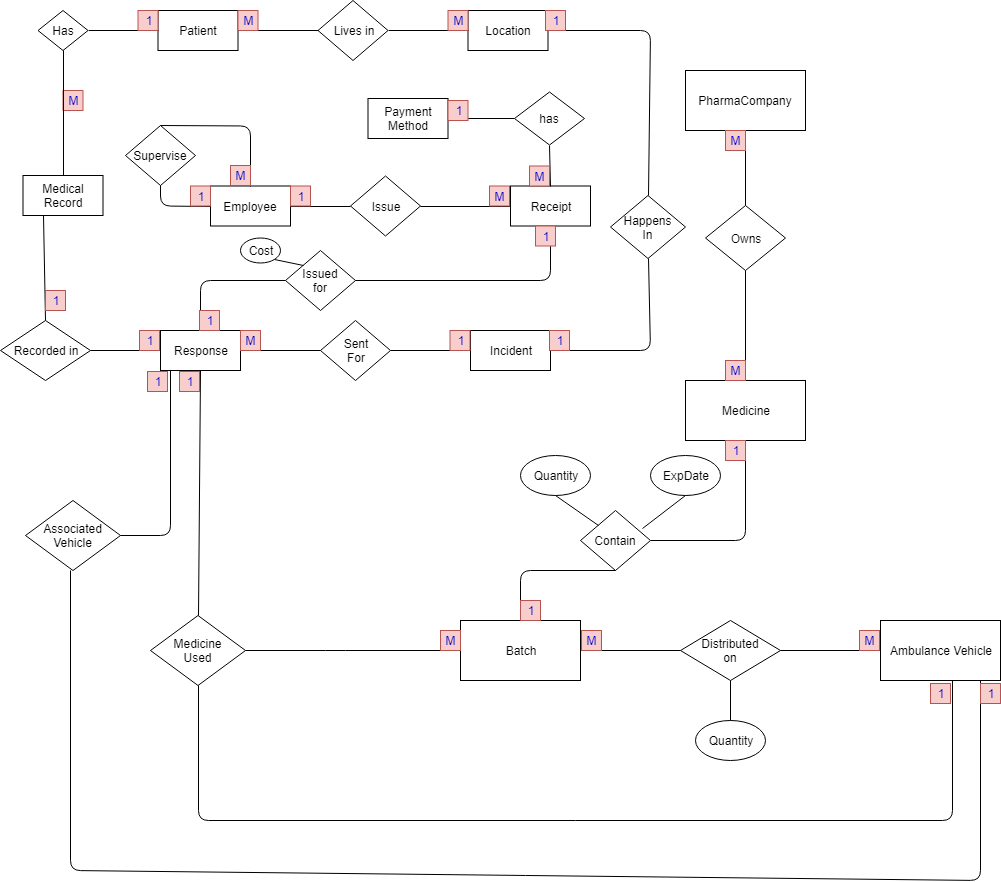 Has
1
Patient
M
Lives in
M
Location
1
M
Payment
Method
1
has
PharmaCompany
M
Supervise
M
Medical
Record
1
Employee
1
Issue
M
M
Receipt
Happens
In
Owns
1
Cost
Issued
for
1
1
Recorded in
1
Response
M
Sent
For
1
Incident
1
M
1
1
Medicine
1
Quantity
ExpDate
Associated
Vehicle
Contain
1
Medicine
Used
M
Batch
M
Distributed
on
M
Ambulance Vehicle
1
1
Quantity